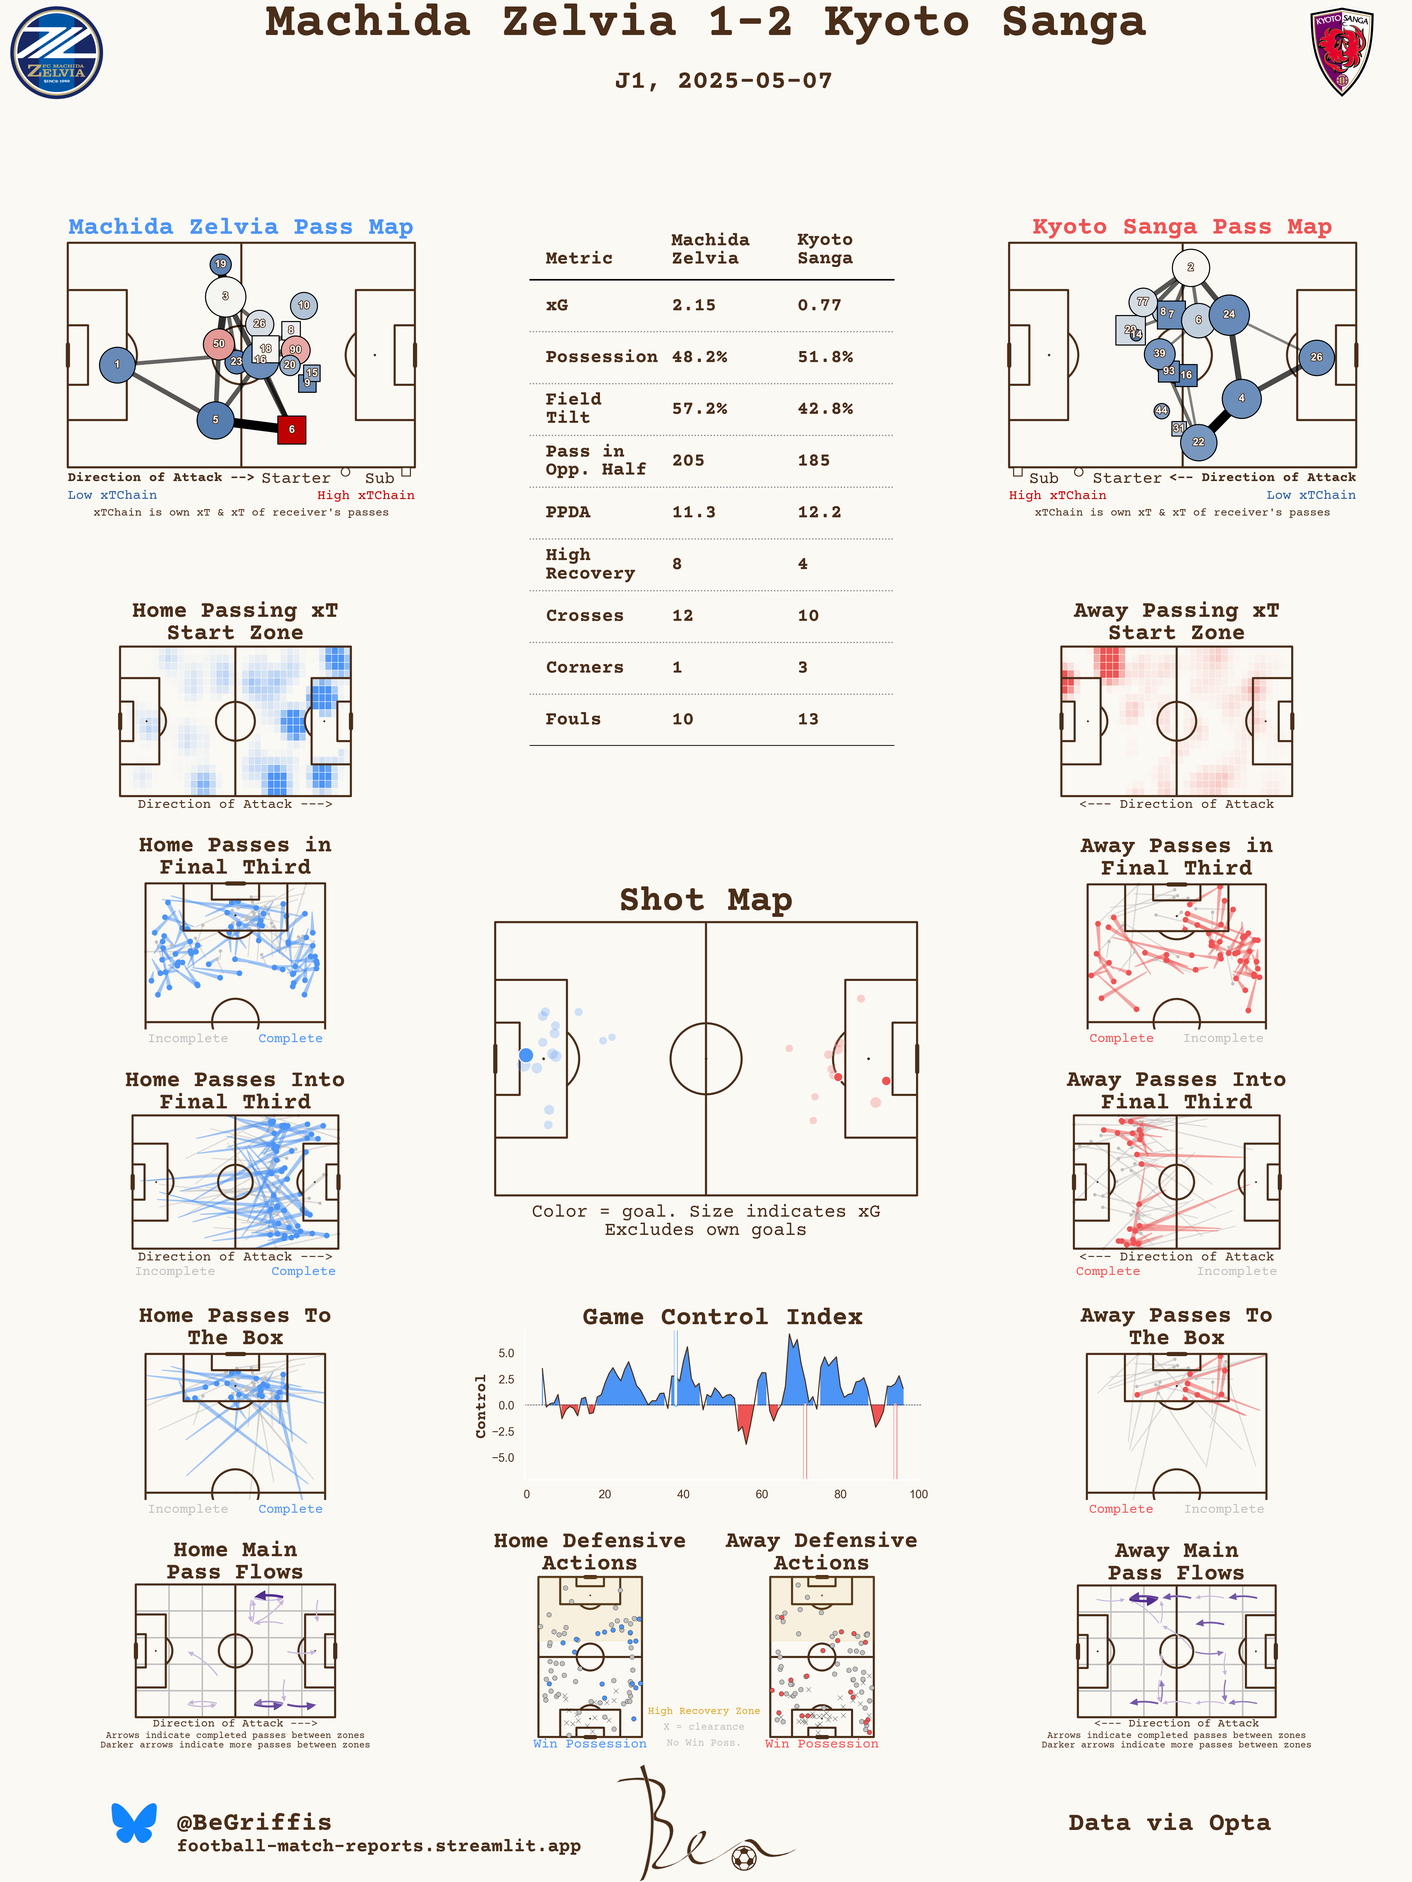 Machida Zelvia 1-2 Kyoto Sanga
J1, 2025-05-07
FC MACHIDA
ZELVIA
SINCE 1989
KYOTO SANGA
Machida Zelvia Pass Map
19
3
10
26
8
50
18
90
23
16
20
1
15
9
5
6
Direction of Attack --> Starter Sub
Low xTChain High xTChain
xTChain is own xT & xT of receiver's passes
Metric Machida Zelvia Kyoto Sanga
xG 2.15 0.77
Possession 48.2% 51.8%
Field Tilt 57.2% 42.8%
Pass in Opp. Half 205 185
PPDA 11.3 12.2
High Recovery 8 4
Crosses 12 10
Corners 1 3
Fouls 10 13
Kyoto Sanga Pass Map
2
77
8
7
6
24
29
14
39
26
93
16
4
44
31
22
Sub Starter <-- Direction of Attack
High xTChain Low xTChain
xTChain is own xT & xT of receiver's passes
Home Passing xT
Start Zone
Direction of Attack --->
Away Passing xT
Start Zone
<--- Direction of Attack
Home Passes in
Final Third
Incomplete Complete
Away Passes in
Final Third
Complete Incomplete
Shot Map
Color = goal. Size indicates xG
Excludes own goals
Home Passes Into
Final Third
Direction of Attack --->
Incomplete Complete
Away Passes Into
Final Third
<--- Direction of Attack
Complete Incomplete
Home Passes To
The Box
Incomplete Complete
Game Control Index
Control
5.0
2.5
0.0
−2.5
−5.0
0 20 40 60 80 100
Away Passes To
The Box
Complete Incomplete
Home Main
Pass Flows
Direction of Attack --->
Arrows indicate completed passes between zones
Darker arrows indicate more passes between zones
Home Defensive
Actions
Win Possession
Away Defensive
Actions
Win Possession
High Recovery Zone
X = clearance
No Win Poss.
Away Main
Pass Flows
<--- Direction of Attack
Arrows indicate completed passes between zones
Darker arrows indicate more passes between zones
@BeGriffis
football-match-reports.streamlit.app
Ben
Data via Opta